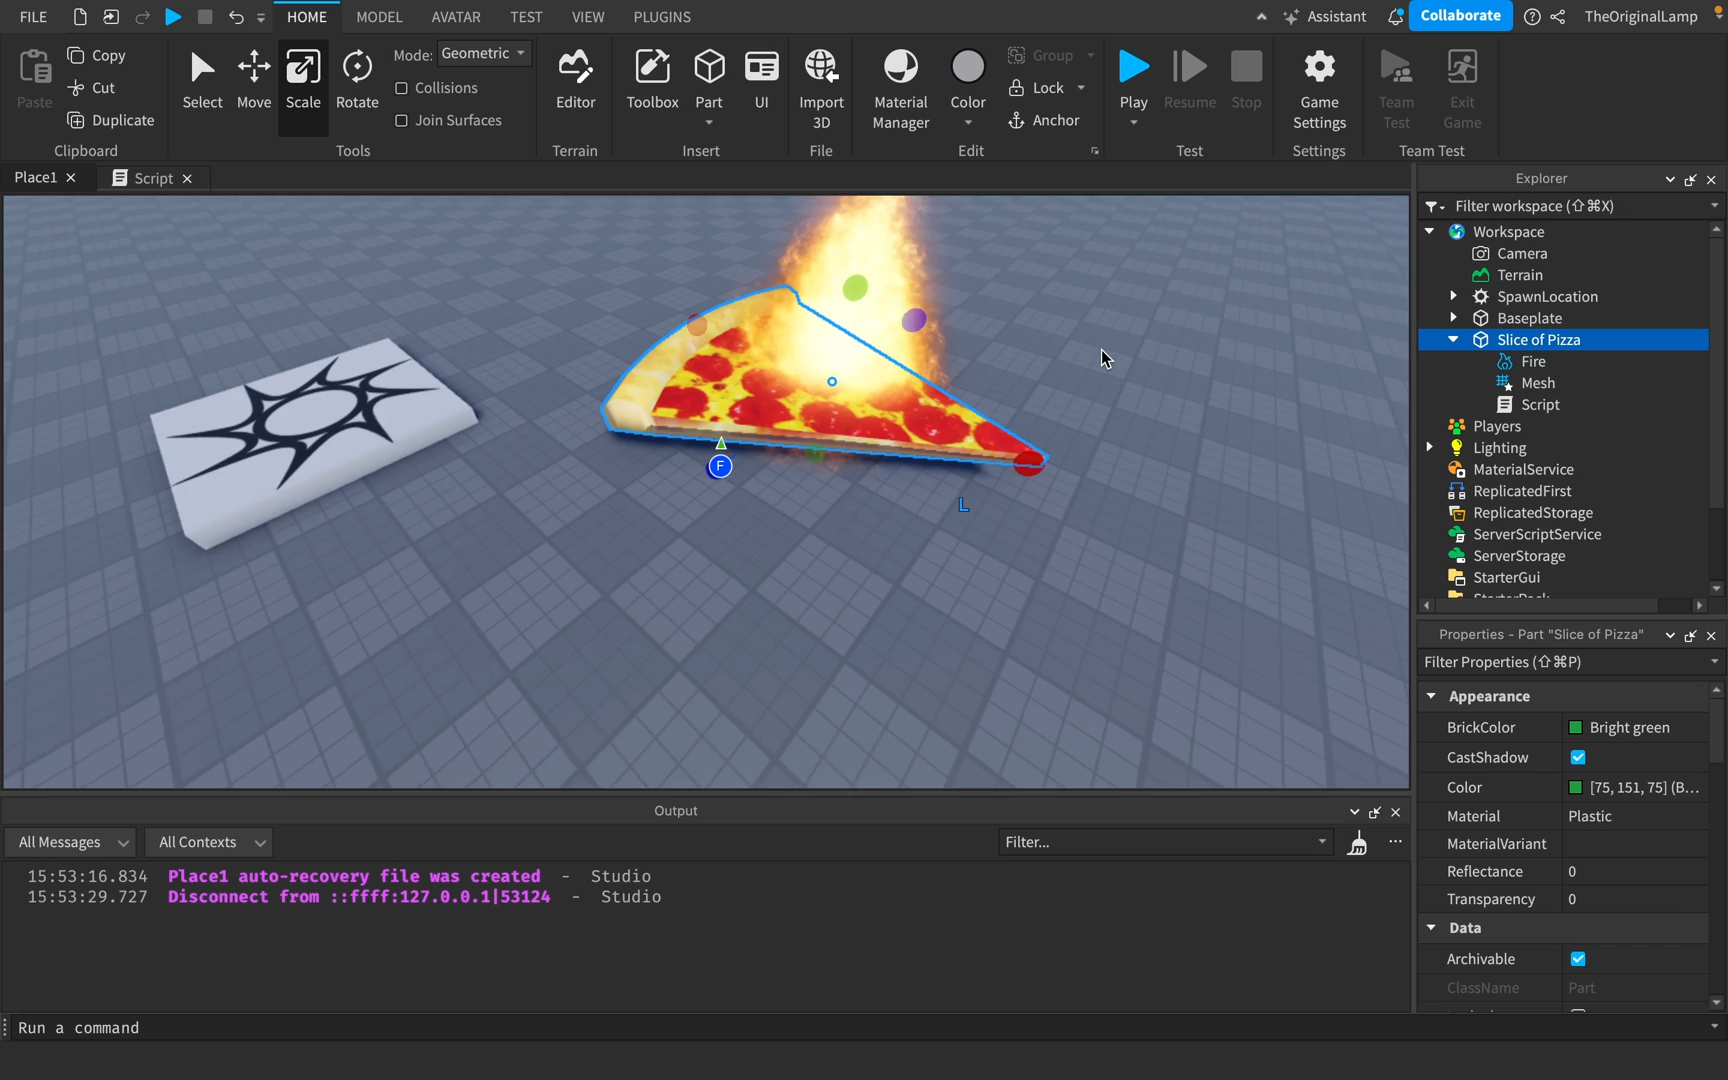 FILE
HOME
MODEL
AVATAR
TEST
VIEW
PLUGINS
Assistant
Collaborate
TheOriginalLamp
Paste
Copy
Cut
Duplicate
Clipboard
Select
Move
Scale
Rotate
Mode: Geometric
Collisions
Join Surfaces
Tools
Editor
Terrain
Toolbox
Part
UI
Insert
Import
3D
File
Material
Manager
Color
Group
Lock
Anchor
Edit
Play
Resume
Stop
Test
Game
Settings
Settings
Team
Test
Exit
Game
Team Test
Place1
Script
F
L
Explorer
Filter workspace (⇧⌘X)
Workspace
Camera
Terrain
SpawnLocation
Baseplate
Slice of Pizza
Fire
Mesh
Script
Players
Lighting
MaterialService
ReplicatedFirst
ReplicatedStorage
ServerScriptService
ServerStorage
StarterGui
Properties - Part "Slice of Pizza"
Filter Properties (⇧⌘P)
Appearance
BrickColor Bright green
CastShadow
Color [75, 151, 75] (B...
Material Plastic
MaterialVariant
Reflectance 0
Transparency 0
Data
Archivable
ClassName Part
Output
All Messages
All Contexts
Filter...
15:53:16.834 Place1 auto-recovery file was created - Studio
15:53:29.727 Disconnect from ::ffff:127.0.0.1|53124 - Studio
Run a command